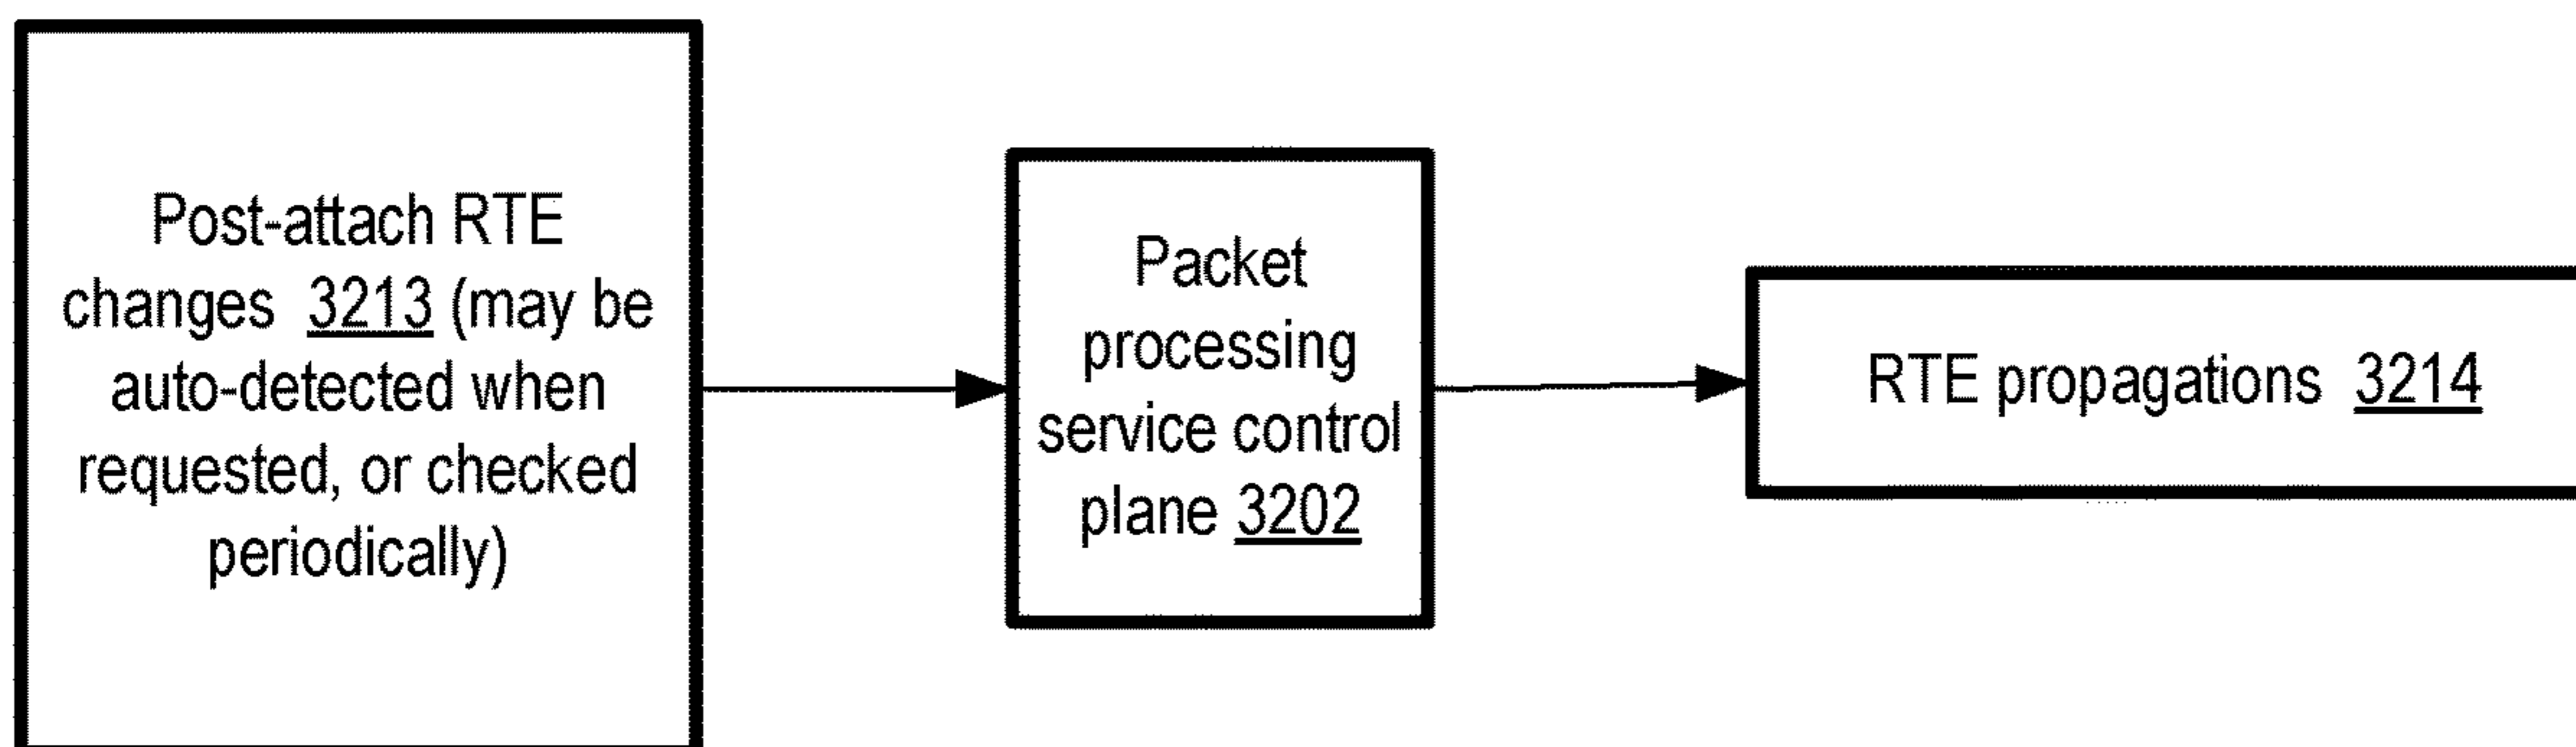 Post-attach RTE
changes 3213 (may be
auto-detected when
requested, or checked
periodically)
Packet
processing
service control
plane 3202
RTE propagations 3214